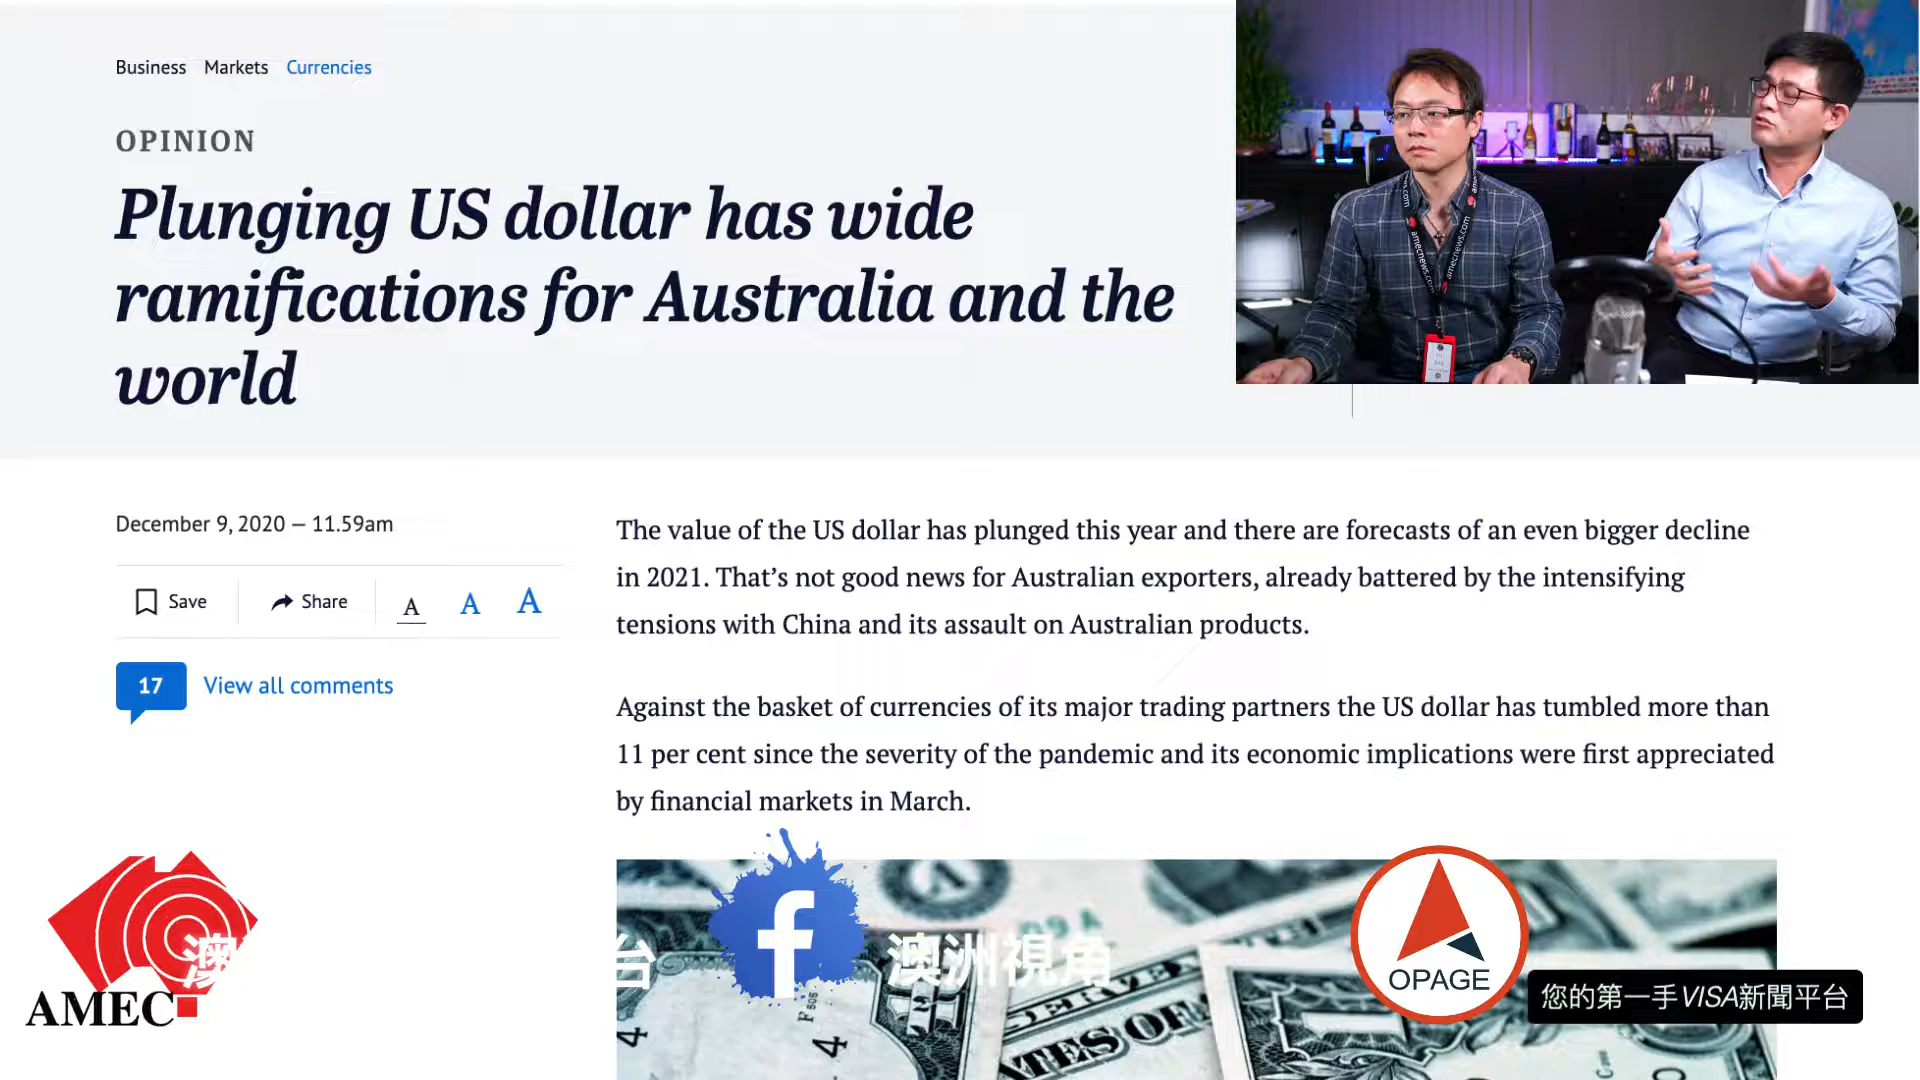 Business Markets Currencies
OPINION
Plunging US dollar has wide
ramifications for Australia and the
world
December 9, 2020 — 11.59am
Save Share A A A
17 View all comments
The value of the US dollar has plunged this year and there are forecasts of an even bigger decline
in 2021. That’s not good news for Australian exporters, already battered by the intensifying
tensions with China and its assault on Australian products.
Against the basket of currencies of its major trading partners the US dollar has tumbled more than
11 per cent since the severity of the pandemic and its economic implications were first appreciated
by financial markets in March.
amecnews.com
amecnews.com
澳
台
f
澳洲視角
AMEC
OPAGE
您的第一手VISA新聞平台